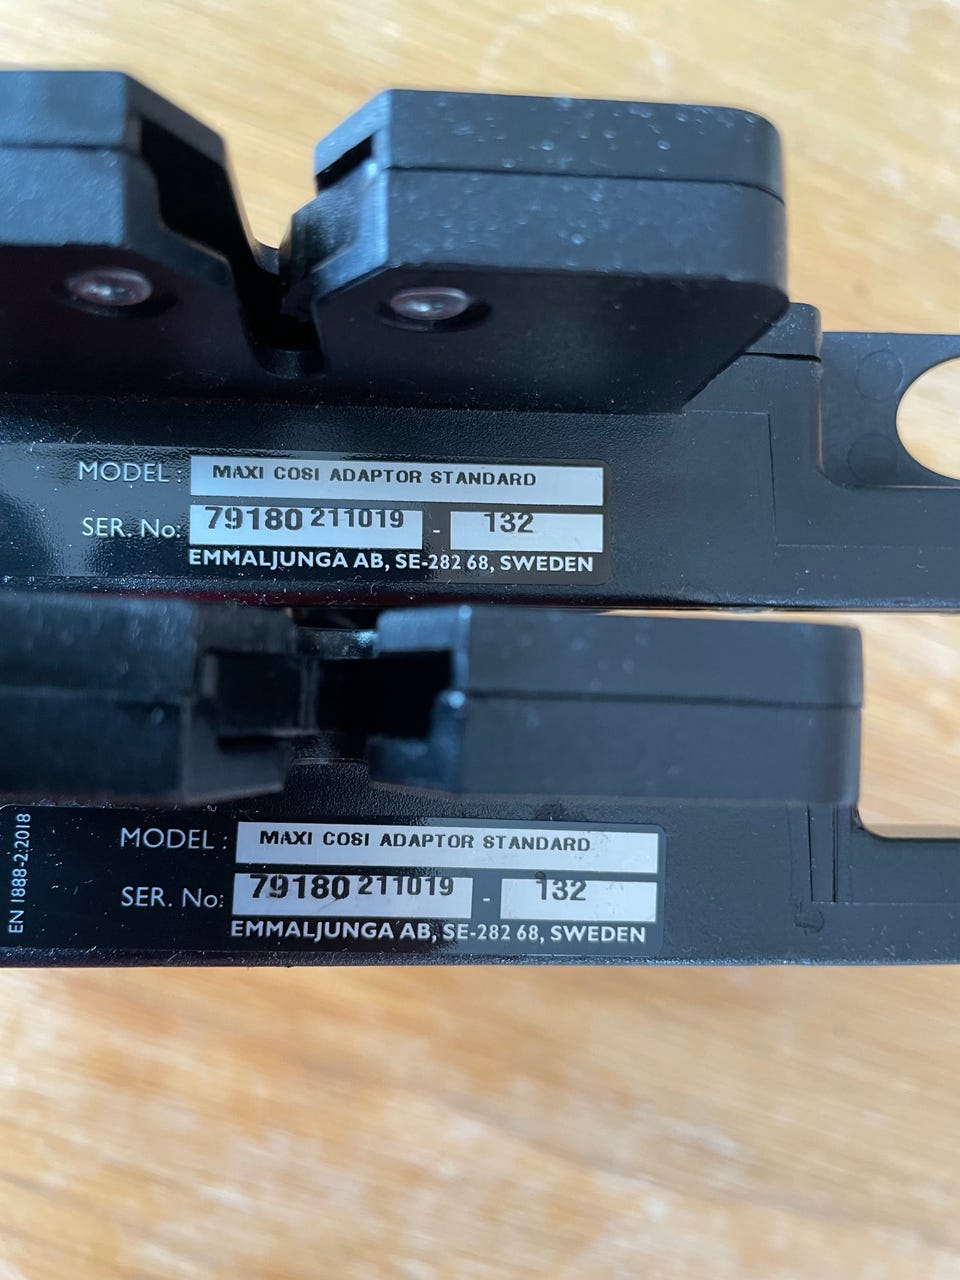 MODEL : MAXI COSI ADAPTOR STANDARD
SER. No: 79180 211019 - 132
EMMALJUNGA AB, SE-282 68, SWEDEN
EN 1888-2:2018
MODEL : MAXI COSI ADAPTOR STANDARD
SER. No: 79180 211019 - 132
EMMALJUNGA AB, SE-282 68, SWEDEN